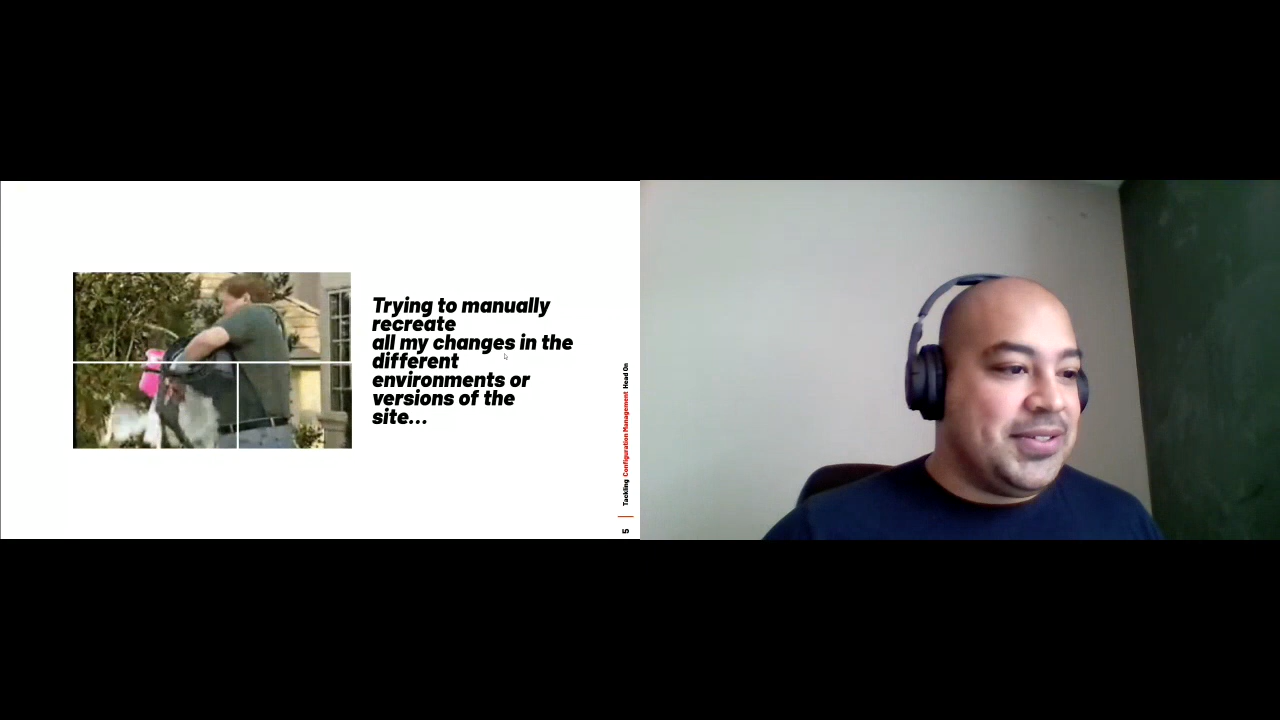 Trying to manually
recreate
all my changes in the
different
environments or
versions of the
site...
Tackling Configuration Management Head On
5